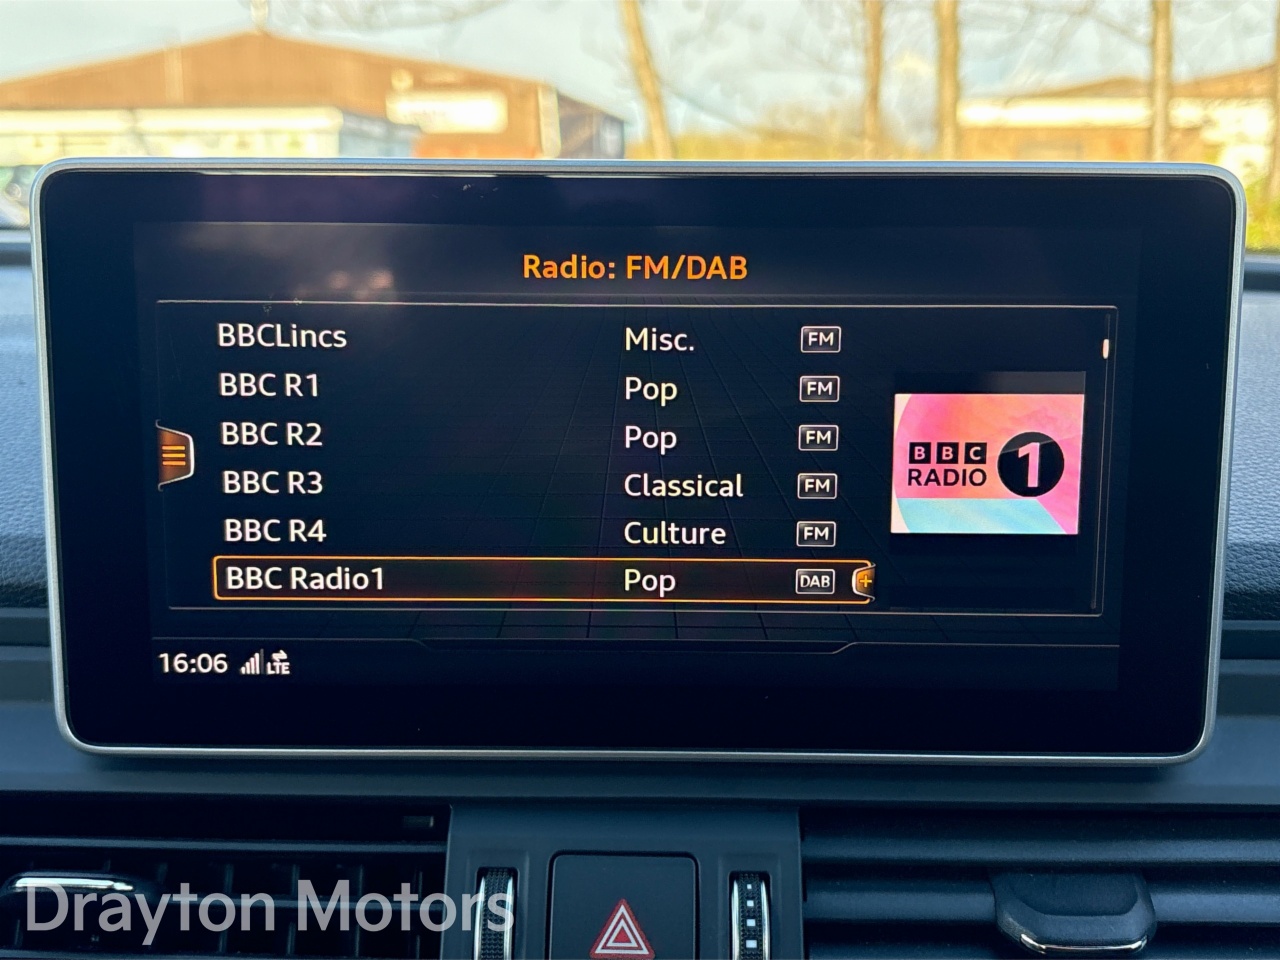 Radio: FM/DAB
BBCLincs Misc. FM
BBC R1 Pop FM
BBC R2 Pop FM
BBC R3 Classical FM
BBC R4 Culture FM
BBC Radio1 Pop DAB +
BBC
RADIO 1
16:06 LTE
Drayton Motors